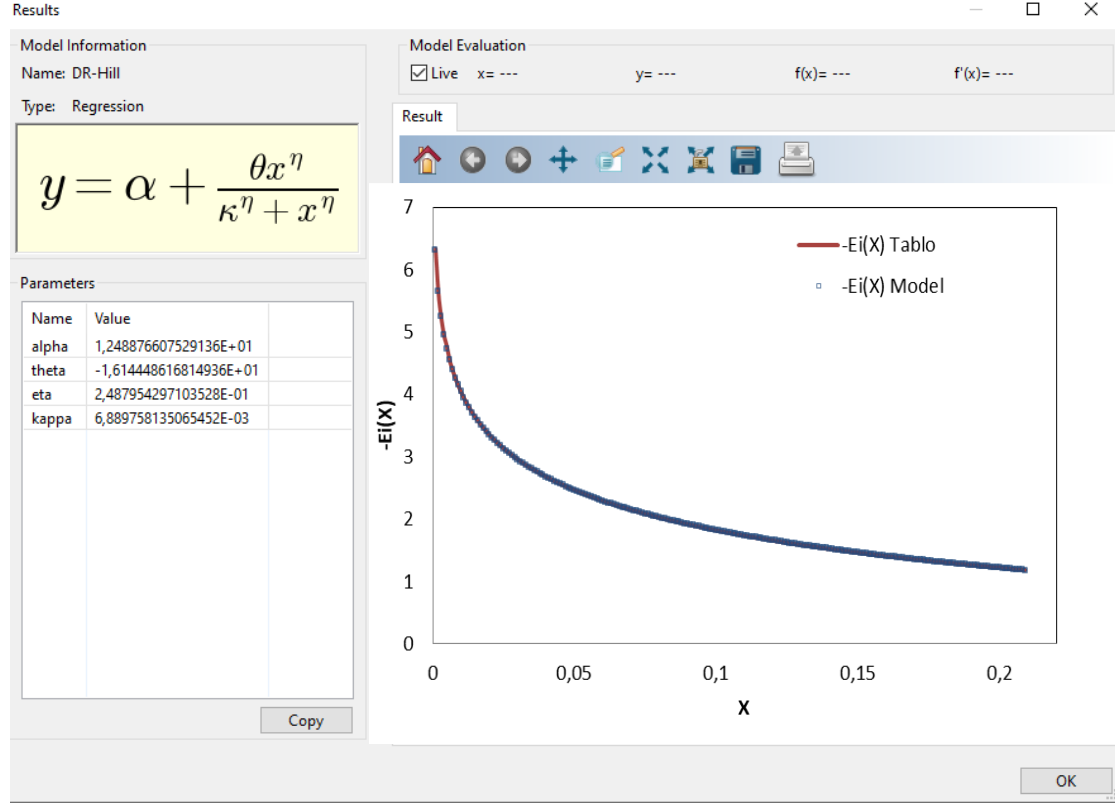 Results
Model Information
Name: DR-Hill
Type: Regression
y = α + θx^η / (κ^η + x^η)
Parameters
Name Value
alpha 1,248876607529136E+01
theta -1,614448616814936E+01
eta 2,487954297103528E-01
kappa 6,889758135065452E-03
Copy
Model Evaluation
Live x= --- y= --- f(x)= --- f'(x)= ---
Result
7
6
5
4
3
2
1
0
-Ei(X)
-Ei(X) Tablo
-Ei(X) Model
0 0,05 0,1 0,15 0,2
X
OK